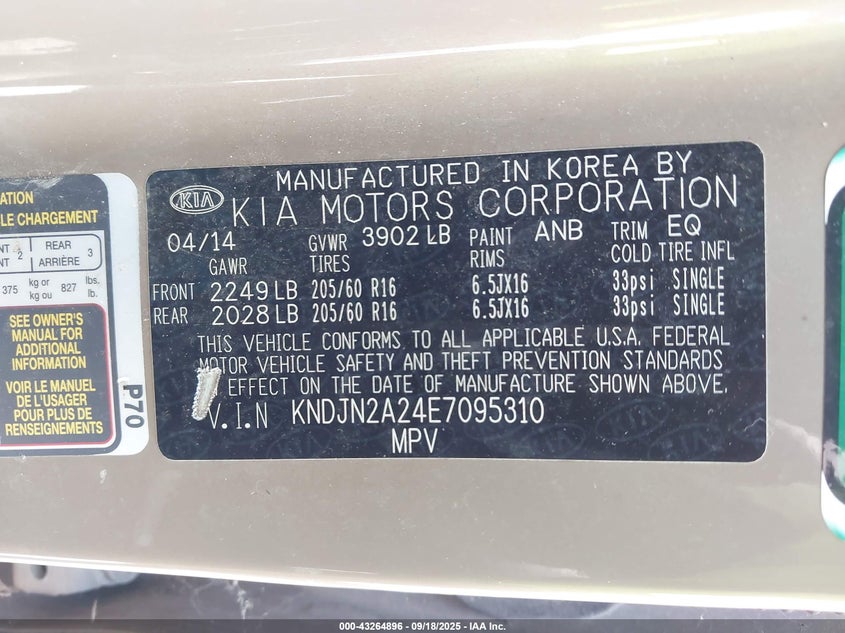 MANUFACTURED IN KOREA BY
KIA KIA MOTORS CORPORATION
04/14 GVWR 3902 LB PAINT ANB TRIM EQ
GAWR TIRES RIMS COLD TIRE INFL
FRONT 2249 LB 205/60 R16 6.5JX16 33psi SINGLE
REAR 2028 LB 205/60 R16 6.5JX16 33psi SINGLE
THIS VEHICLE CONFORMS TO ALL APPLICABLE U.S.A. FEDERAL
MOTOR VEHICLE SAFETY AND THEFT PREVENTION STANDARDS
EFFECT ON THE DATE OF MANUFACTURE SHOWN ABOVE.
V.I.N KNDJN2A24E7095310
MPV
CHARGEMENT
2 REAR ARRIÈRE 3
375 kg or kg ou 827 lbs. lb.
SEE OWNER'S
MANUAL FOR
ADDITIONAL
INFORMATION
VOIR LE MANUEL
DE L'USAGER
POUR PLUS DE
RENSEIGNEMENTS
P70
000-43264896 - 09/18/2025 - IAA Inc.